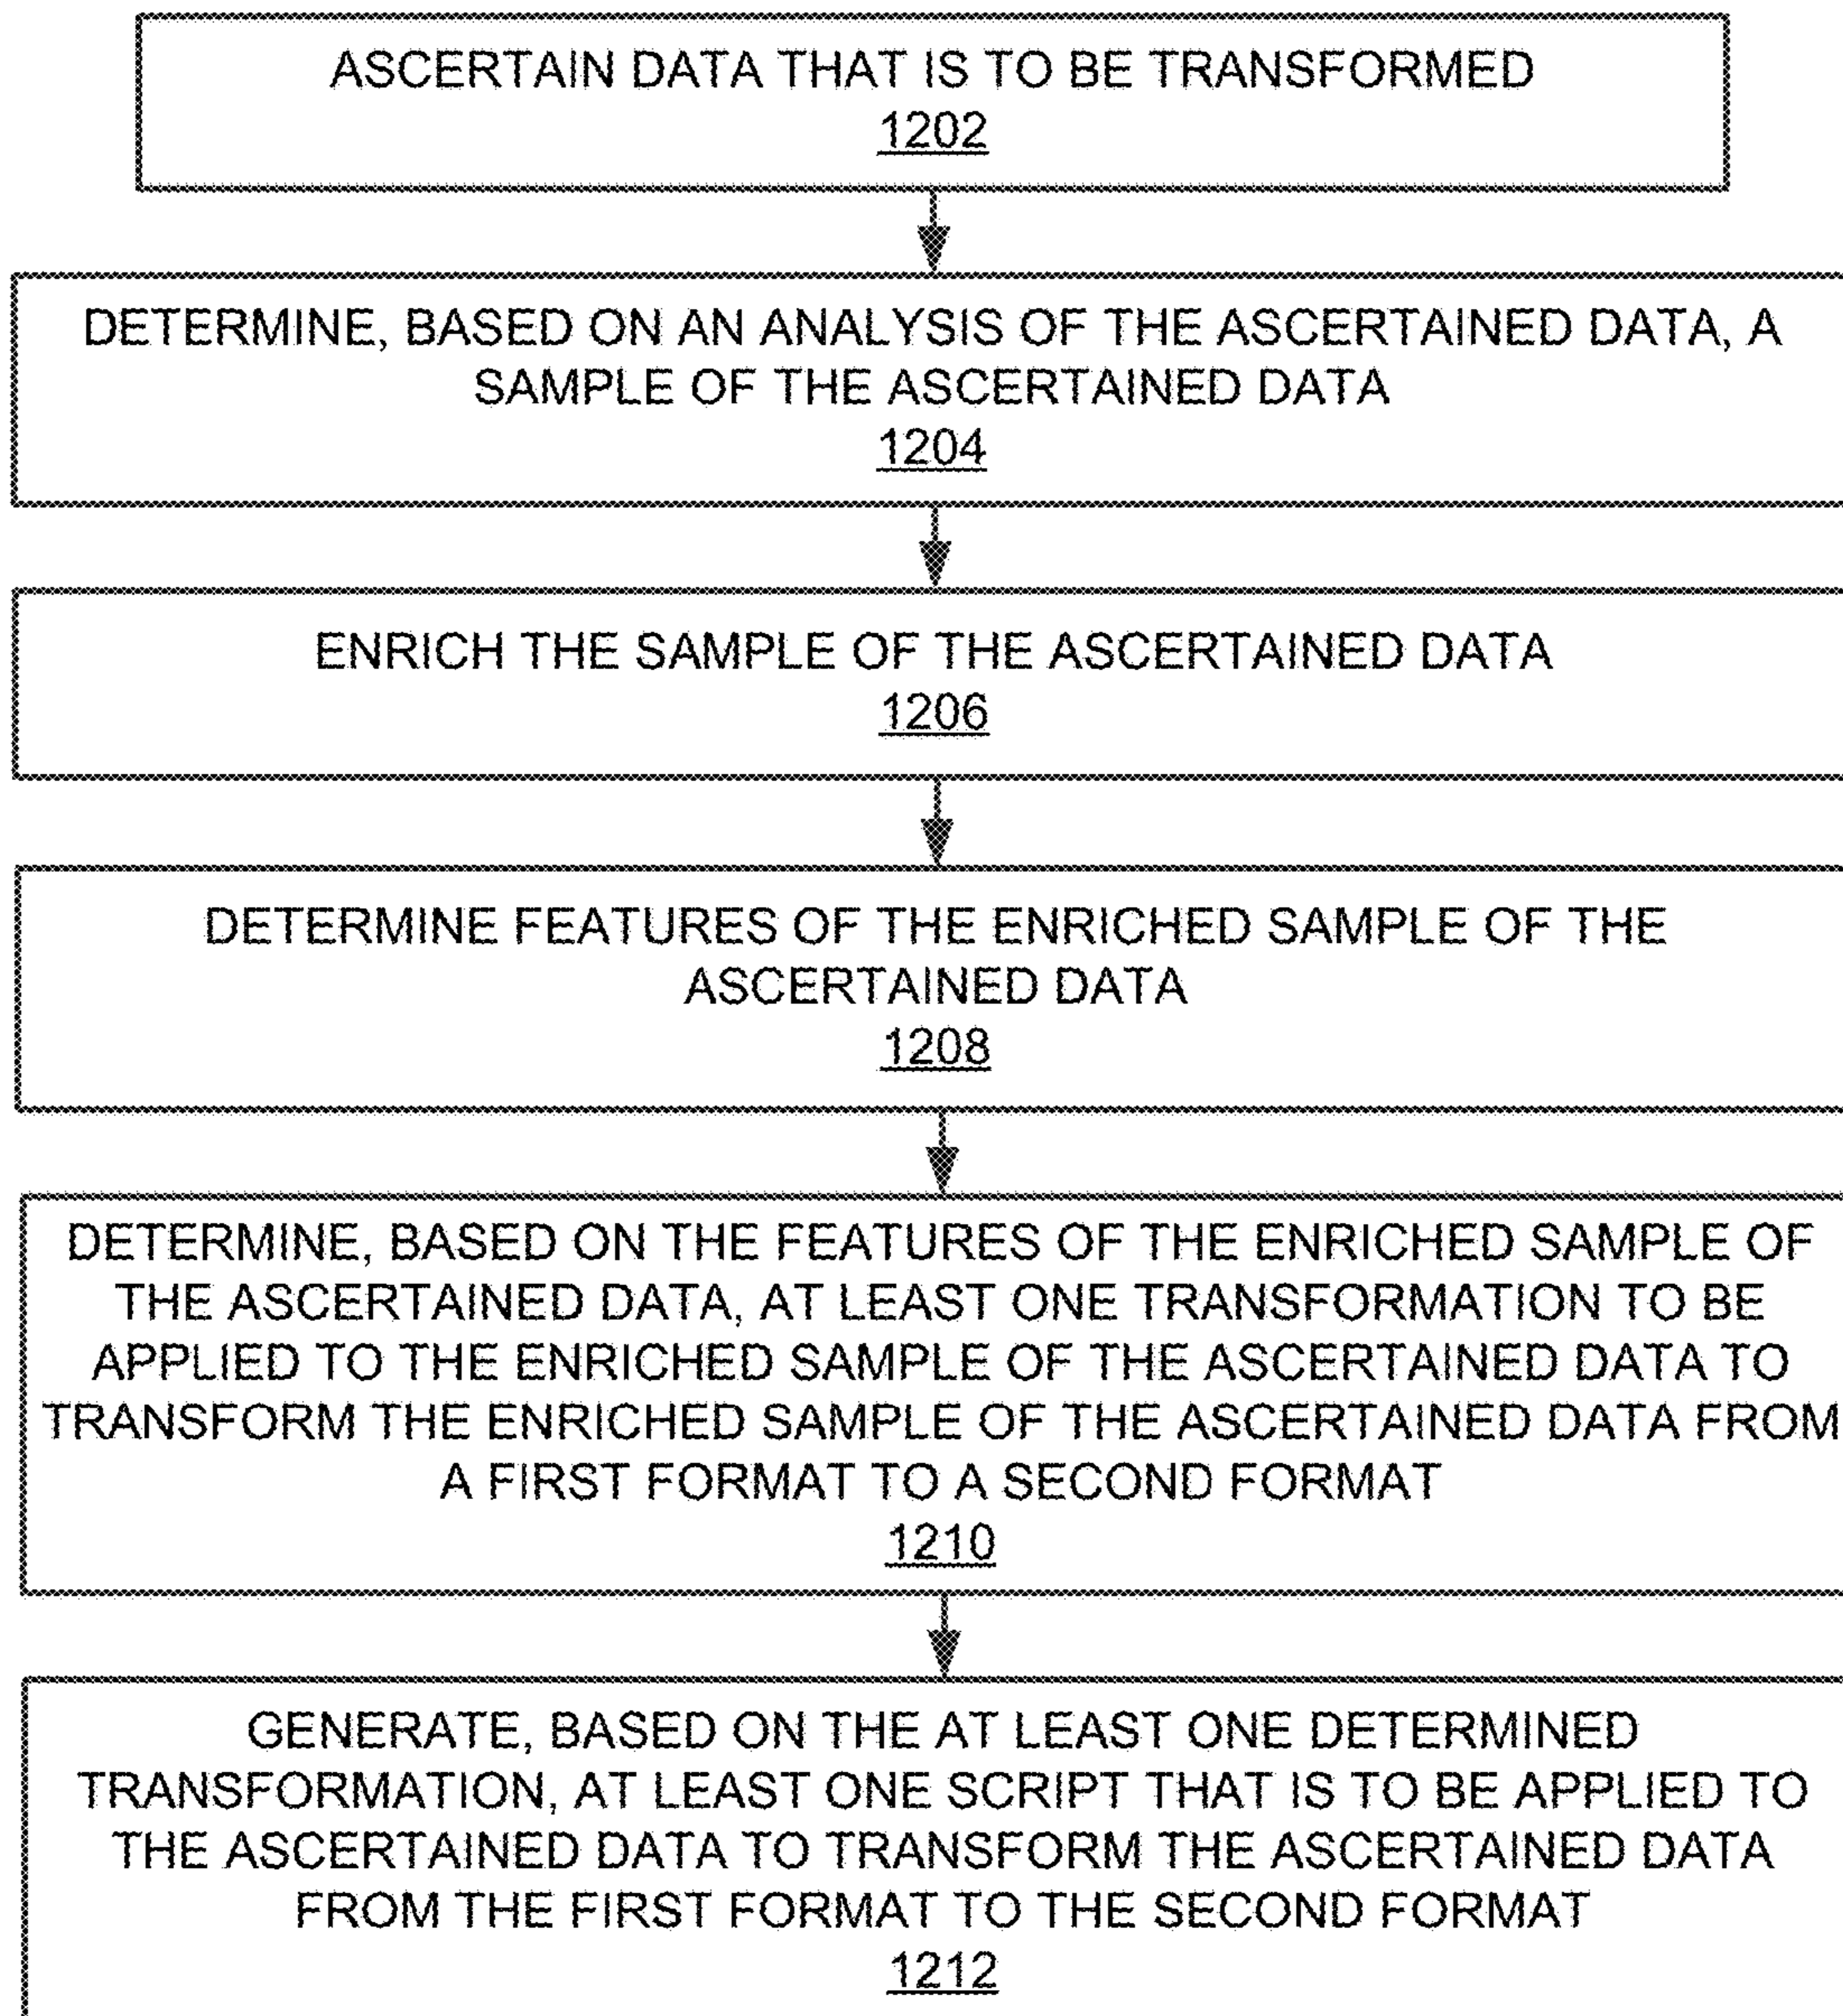 ASCERTAIN DATA THAT IS TO BE TRANSFORMED
1202
DETERMINE, BASED ON AN ANALYSIS OF THE ASCERTAINED DATA, A
SAMPLE OF THE ASCERTAINED DATA
1204
ENRICH THE SAMPLE OF THE ASCERTAINED DATA
1206
DETERMINE FEATURES OF THE ENRICHED SAMPLE OF THE
ASCERTAINED DATA
1208
DETERMINE, BASED ON THE FEATURES OF THE ENRICHED SAMPLE OF
THE ASCERTAINED DATA, AT LEAST ONE TRANSFORMATION TO BE
APPLIED TO THE ENRICHED SAMPLE OF THE ASCERTAINED DATA TO
TRANSFORM THE ENRICHED SAMPLE OF THE ASCERTAINED DATA FROM
A FIRST FORMAT TO A SECOND FORMAT
1210
GENERATE, BASED ON THE AT LEAST ONE DETERMINED
TRANSFORMATION, AT LEAST ONE SCRIPT THAT IS TO BE APPLIED TO
THE ASCERTAINED DATA TO TRANSFORM THE ASCERTAINED DATA
FROM THE FIRST FORMAT TO THE SECOND FORMAT
1212